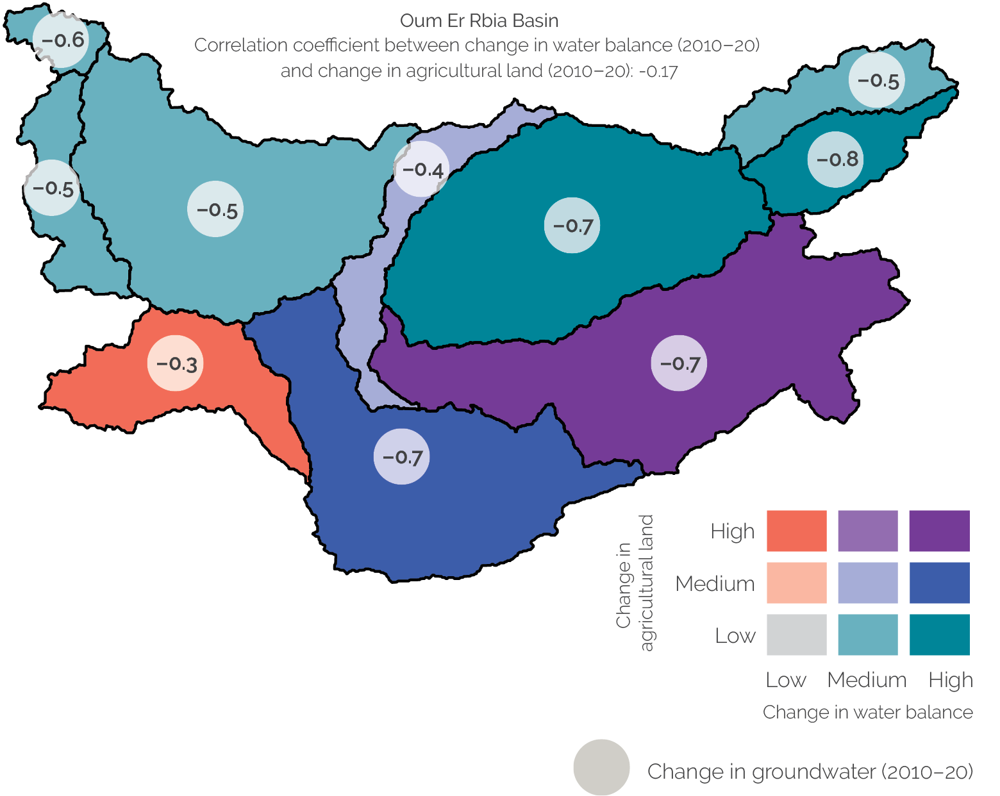 Oum Er Rbia Basin
Correlation coefficient between change in water balance (2010–20)
and change in agricultural land (2010–20): -0.17
–0.6
–0.5
–0.8
–0.4
–0.5
–0.5
–0.7
–0.3
–0.7
–0.7
Change in
agricultural land
High
Medium
Low
Low Medium High
Change in water balance
Change in groundwater (2010–20)